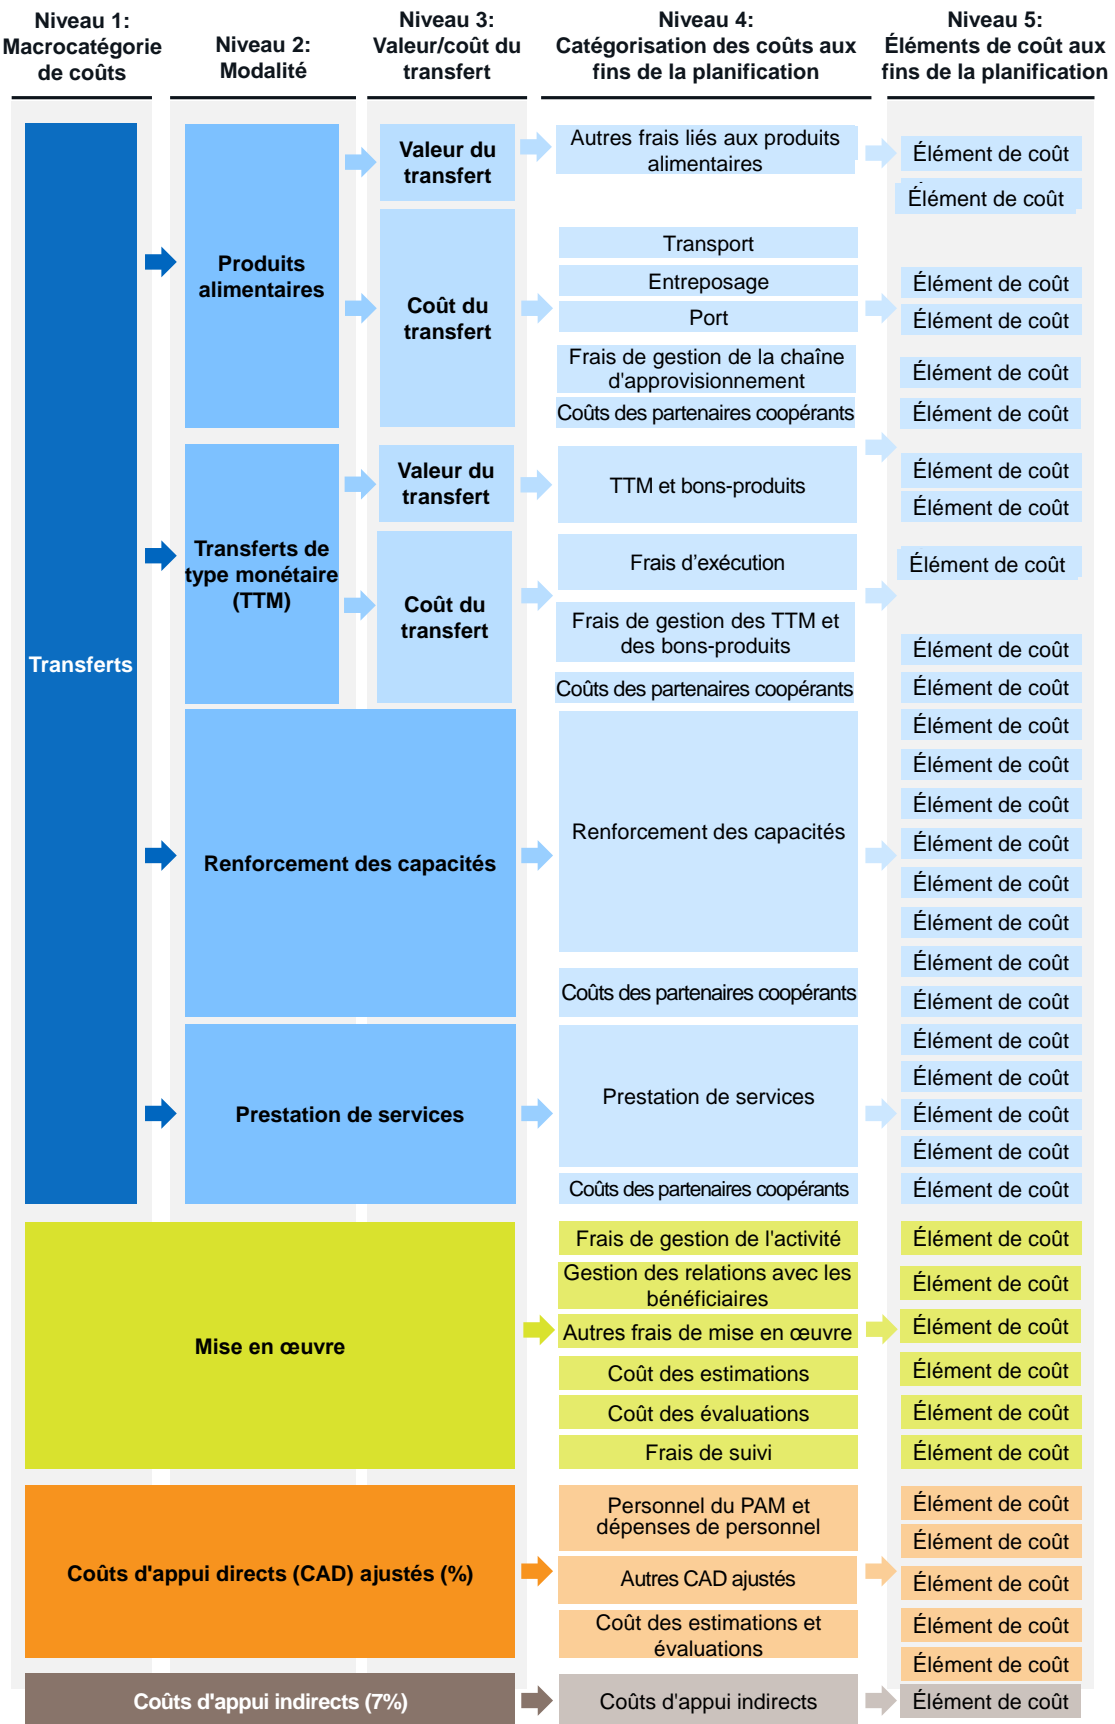 Niveau 1:
Macrocatégorie
de coûts
Niveau 2:
Modalité
Niveau 3:
Valeur/coût du
transfert
Niveau 4:
Catégorisation des coûts aux
fins de la planification
Niveau 5:
Éléments de coût aux
fins de la planification
Transferts
Produits
alimentaires
Valeur du
transfert
Autres frais liés aux produits
alimentaires
Élément de coût
Élément de coût
Coût du
transfert
Transport
Entreposage
Port
Frais de gestion de la chaîne
d'approvisionnement
Coûts des partenaires coopérants
Élément de coût
Élément de coût
Élément de coût
Élément de coût
Transferts de
type monétaire
(TTM)
Valeur du
transfert
TTM et bons-produits
Élément de coût
Élément de coût
Coût du
transfert
Frais d’exécution
Frais de gestion des TTM et
des bons-produits
Coûts des partenaires coopérants
Élément de coût
Élément de coût
Élément de coût
Renforcement des capacités
Renforcement des capacités
Coûts des partenaires coopérants
Élément de coût
Élément de coût
Élément de coût
Élément de coût
Élément de coût
Élément de coût
Élément de coût
Élément de coût
Prestation de services
Prestation de services
Coûts des partenaires coopérants
Élément de coût
Élément de coût
Élément de coût
Élément de coût
Élément de coût
Mise en œuvre
Frais de gestion de l'activité
Gestion des relations avec les
bénéficiaires
Autres frais de mise en œuvre
Coût des estimations
Coût des évaluations
Frais de suivi
Élément de coût
Élément de coût
Élément de coût
Élément de coût
Élément de coût
Élément de coût
Coûts d'appui directs (CAD) ajustés (%)
Personnel du PAM et
dépenses de personnel
Autres CAD ajustés
Coût des estimations et
évaluations
Élément de coût
Élément de coût
Élément de coût
Élément de coût
Élément de coût
Coûts d'appui indirects (7%)
Coûts d'appui indirects
Élément de coût